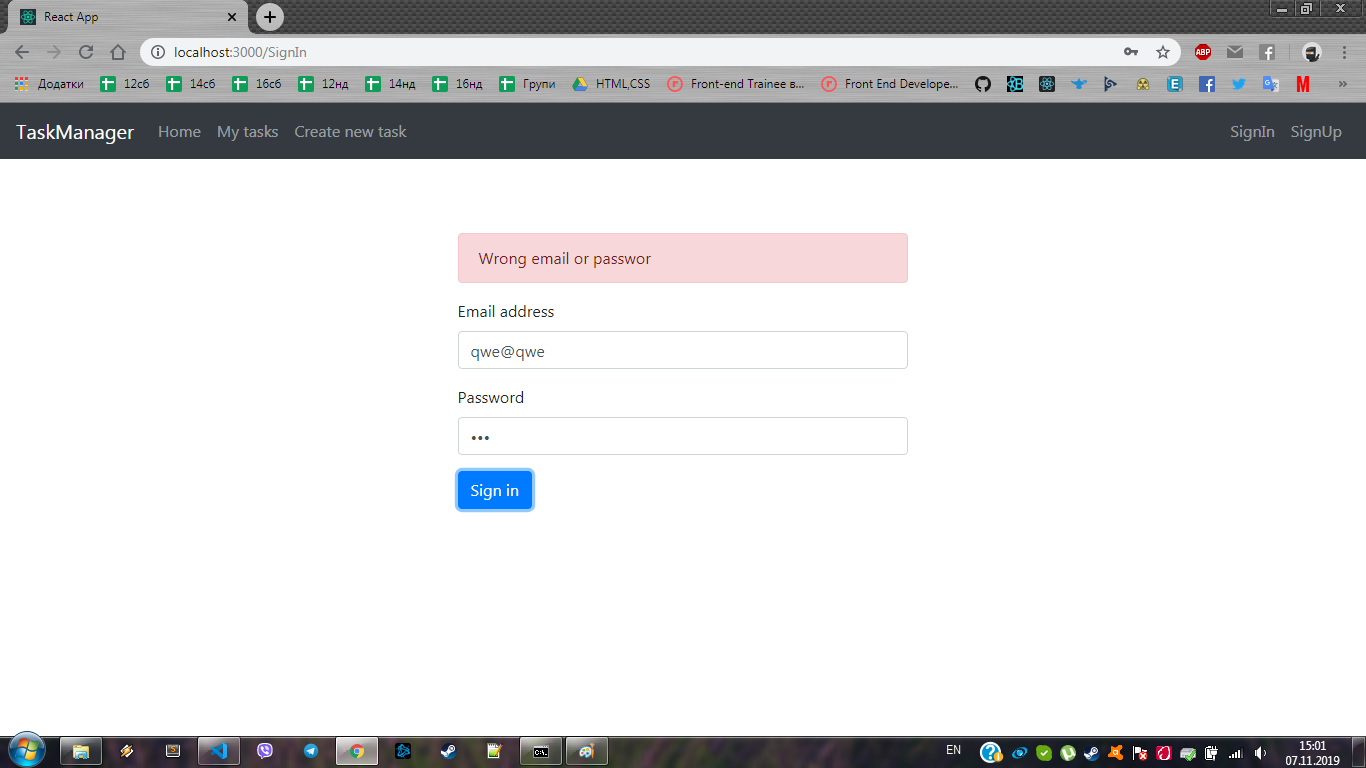 React App
localhost:3000/SignIn
ABP
Додатки 12сб 14сб 16сб 12нд 14нд 16нд Групи HTML,CSS Front-end Trainee в... Front End Develope... »
TaskManager Home My tasks Create new task SignIn SignUp
Wrong email or passwor
Email address
qwe@qwe
Password
Sign in
EN 15:01
07.11.2019